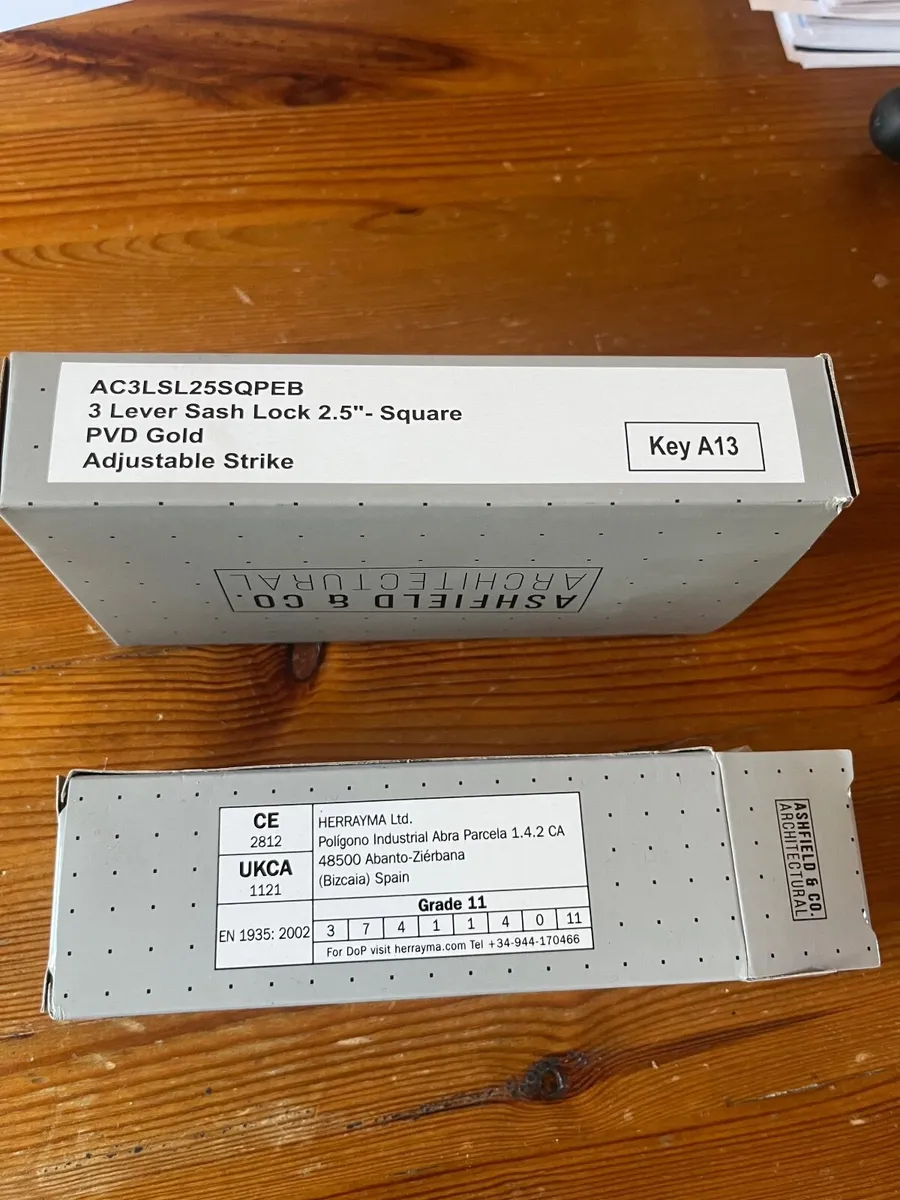 AC3LSL25SQPEB
3 Lever Sash Lock 2.5"- Square
PVD Gold
Adjustable Strike
Key A13
ASHFIELD & CO.
ARCHITECTURAL
CE
2812
UKCA
1121
EN 1935: 2002
HERRAYMA Ltd.
Polígono Industrial Abra Parcela 1.4.2 CA
48500 Abanto-Ziérbana
(Bizcaia) Spain
Grade 11
3 7 4 1 1 4 0 11
For DoP visit herrayma.com Tel +34-944-170466
ASHFIELD & CO.
ARCHITECTURAL